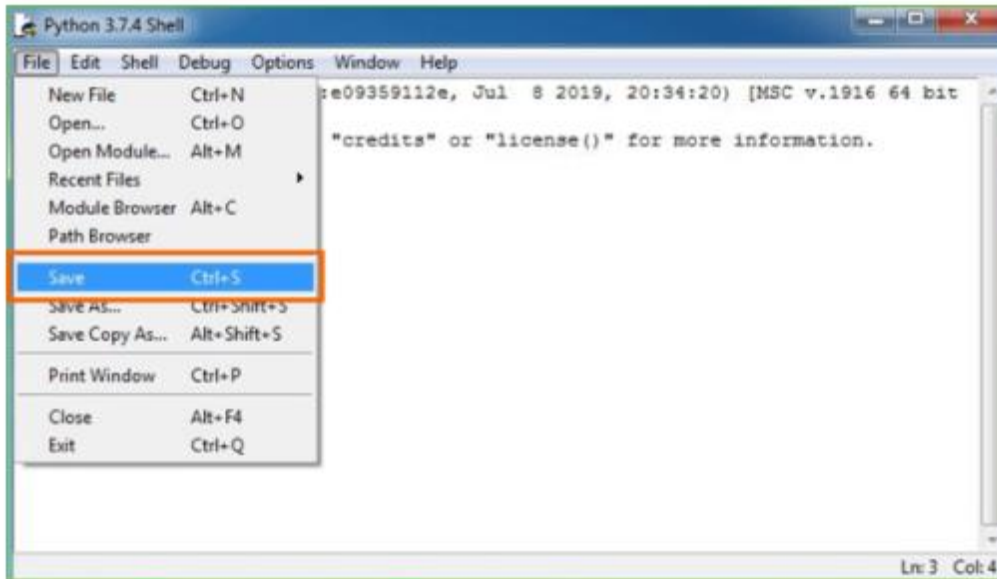 Python 3.7.4 Shell
File Edit Shell Debug Options Window Help
New File Ctrl+N
Open... Ctrl+O
Open Module... Alt+M
Recent Files
Module Browser Alt+C
Path Browser
Save Ctrl+S
Save As... Ctrl+Shift+S
Save Copy As... Alt+Shift+S
Print Window Ctrl+P
Close Alt+F4
Exit Ctrl+Q
:e09359112e, Jul 8 2019, 20:34:20) [MSC v.1916 64 bit
"credits" or "license()" for more information.
Ln: 3 Col: 4